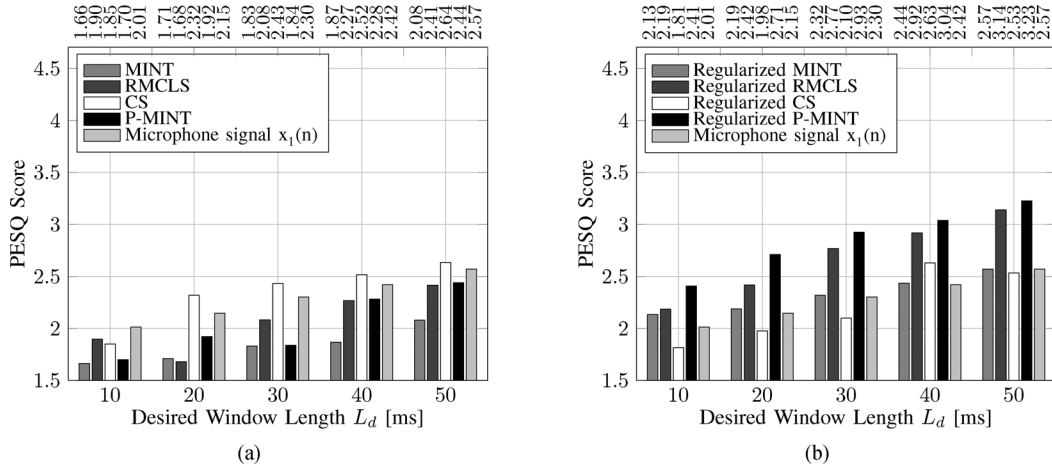 1.66 1.90 1.85 1.70 2.01 1.71 1.68 2.32 1.92 2.15 1.83 2.08 2.43 1.84 2.30 1.87 2.27 2.52 2.28 2.42 2.08 2.41 2.64 2.44 2.57
4.5
4
3.5
3
2.5
2
1.5
PESQ Score
MINT
RMCLS
CS
P-MINT
Microphone signal x₁(n)
10 20 30 40 50
Desired Window Length L_d [ms]
(a)
2.13 2.19 1.81 2.41 2.01 2.19 2.42 1.98 2.71 2.15 2.32 2.77 2.10 2.93 2.30 2.44 2.92 2.63 3.04 2.42 2.57 3.14 2.53 3.23 2.57
4.5
4
3.5
3
2.5
2
1.5
PESQ Score
Regularized MINT
Regularized RMCLS
Regularized CS
Regularized P-MINT
Microphone signal x₁(n)
10 20 30 40 50
Desired Window Length L_d [ms]
(b)